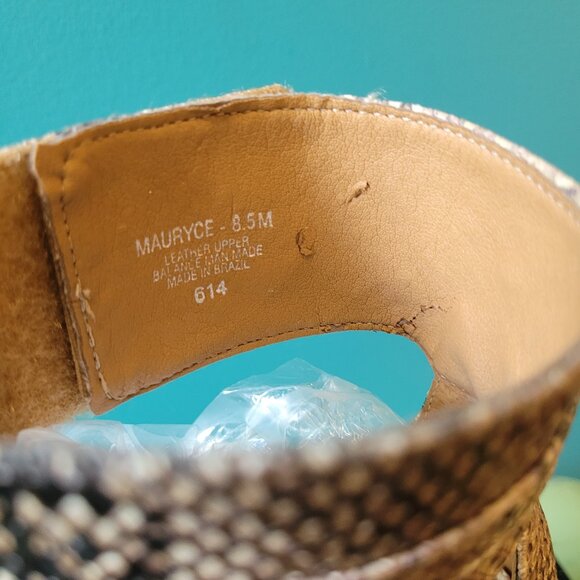 MAURYCE - 8.5M
LEATHER UPPER
BALANCE MAN MADE
MADE IN BRAZIL
614